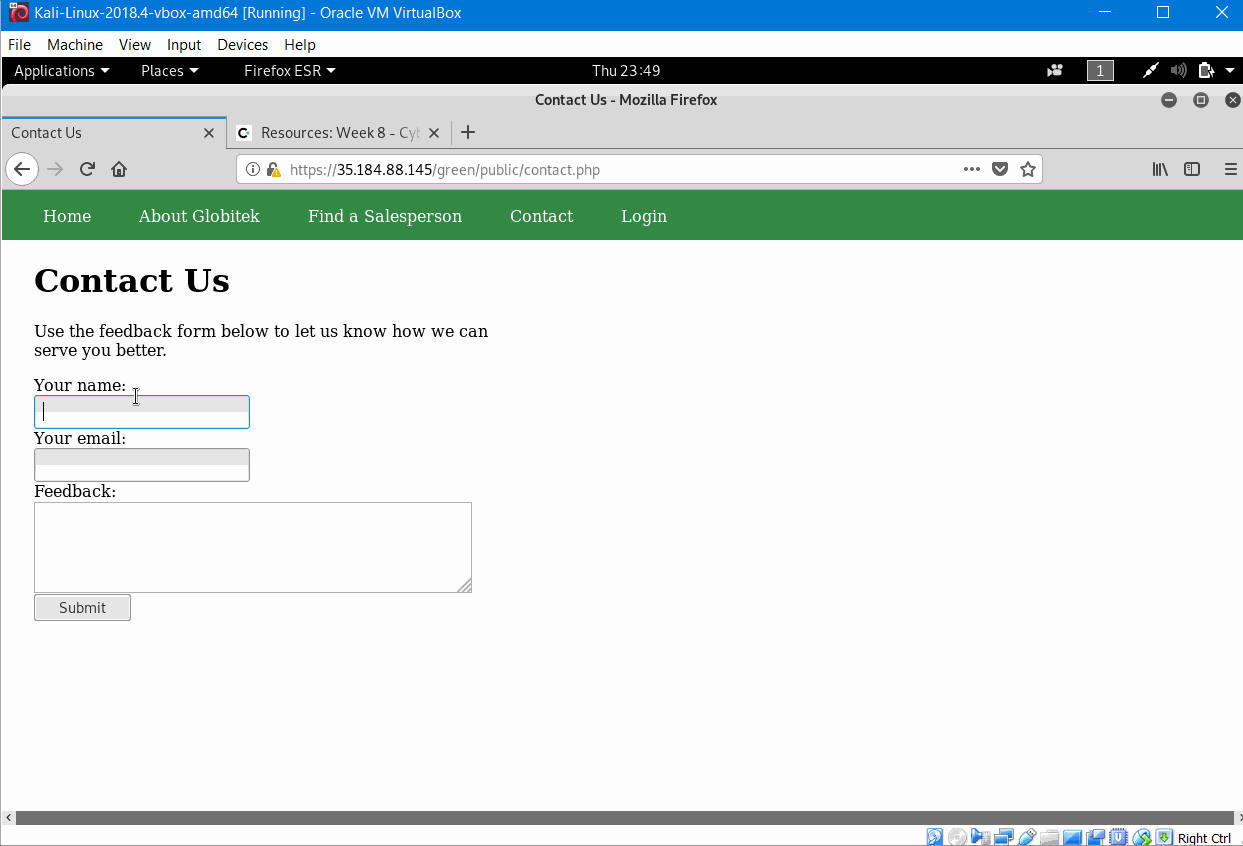 Kali-Linux-2018.4-vbox-amd64 [Running] - Oracle VM VirtualBox
File Machine View Input Devices Help
Applications Places Firefox ESR Thu 23:49 1
Contact Us - Mozilla Firefox
Contact Us Resources: Week 8 - Cyb
https://35.184.88.145/green/public/contact.php
Home About Globitek Find a Salesperson Contact Login
Contact Us
Use the feedback form below to let us know how we can
serve you better.
Your name:
Your email:
Feedback:
Submit
Right Ctrl